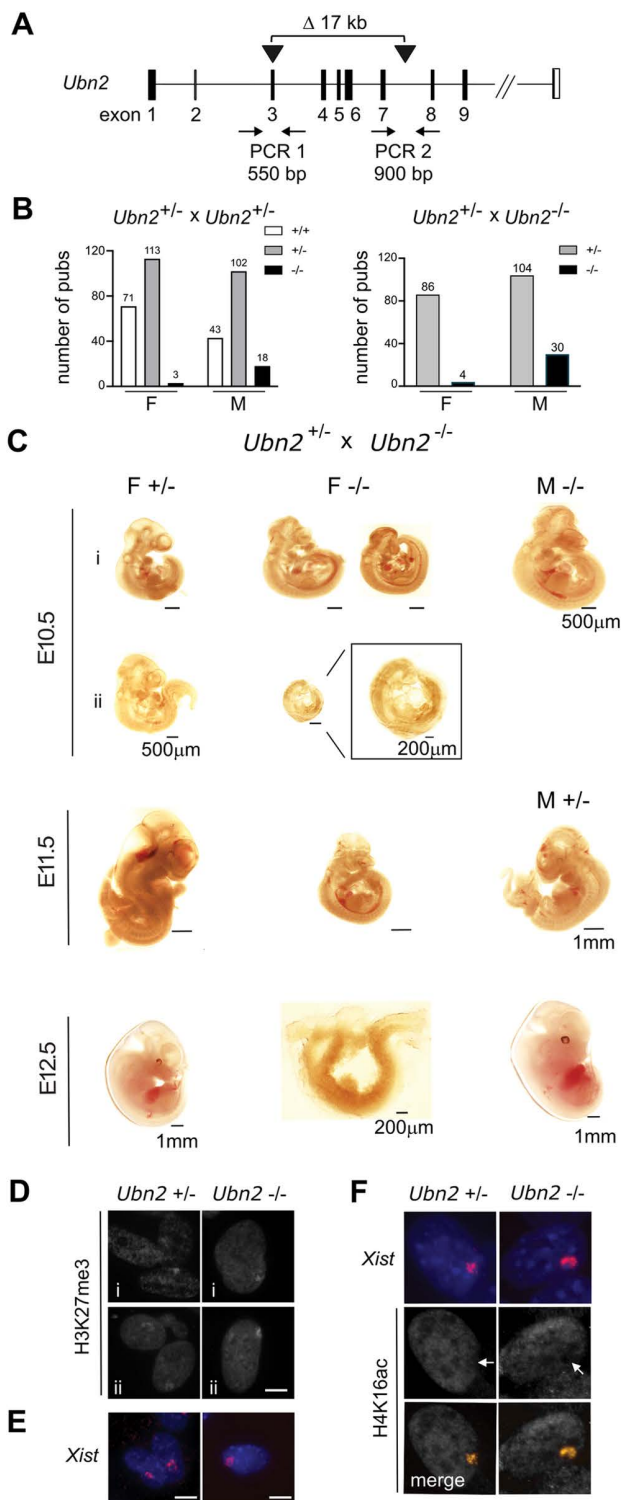 A
Δ 17 kb
Ubn2
exon 1 2 3 4 5 6 7 8 9
PCR 1 PCR 2
550 bp 900 bp
B
Ubn2+/- x Ubn2+/-
+/+
+/-
-/-
number of pubs
120
80
40
0
71
113
3
43
102
18
F M
Ubn2+/- x Ubn2-/-
+/-
-/-
number of pubs
120
80
40
0
86
4
104
30
F M
C
Ubn2 +/- x Ubn2 -/-
F +/- F -/- M -/-
E10.5
i
500μm
ii
500μm 200μm
M +/-
E11.5
1mm
E12.5
1mm 200μm 1mm
D
Ubn2 +/- Ubn2 -/-
H3K27me3
i i
ii ii
E
Xist
F
Ubn2 +/- Ubn2 -/-
Xist
H4K16ac
merge